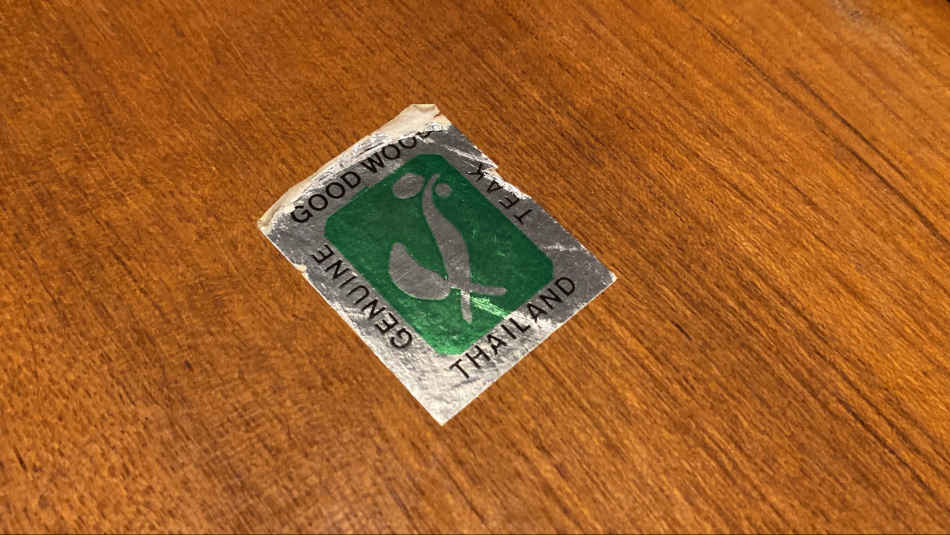 GOOD WOOD
TEAK
GENUINE
THAILAND